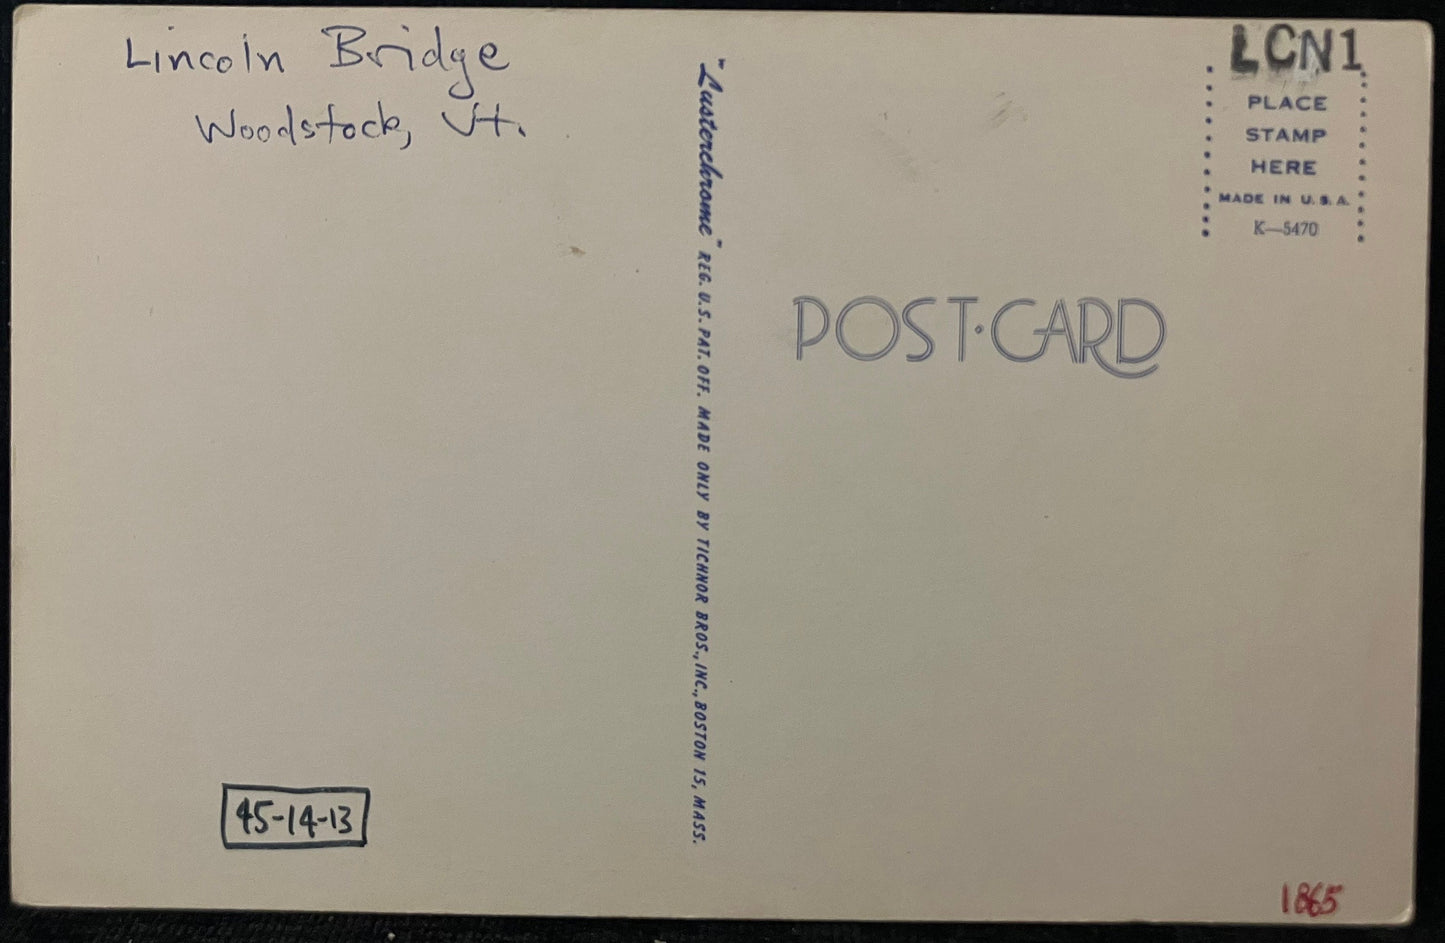 Lincoln Bridge
Woodstock, Vt.
45-14-13
"Lusterchrome" REG. U.S. PAT. OFF. MADE ONLY BY TICHNOR BROS., INC., BOSTON 15, MASS.
LCN1
PLACE
STAMP
HERE
MADE IN U.S.A.
K-5470
POST·CARD
1865